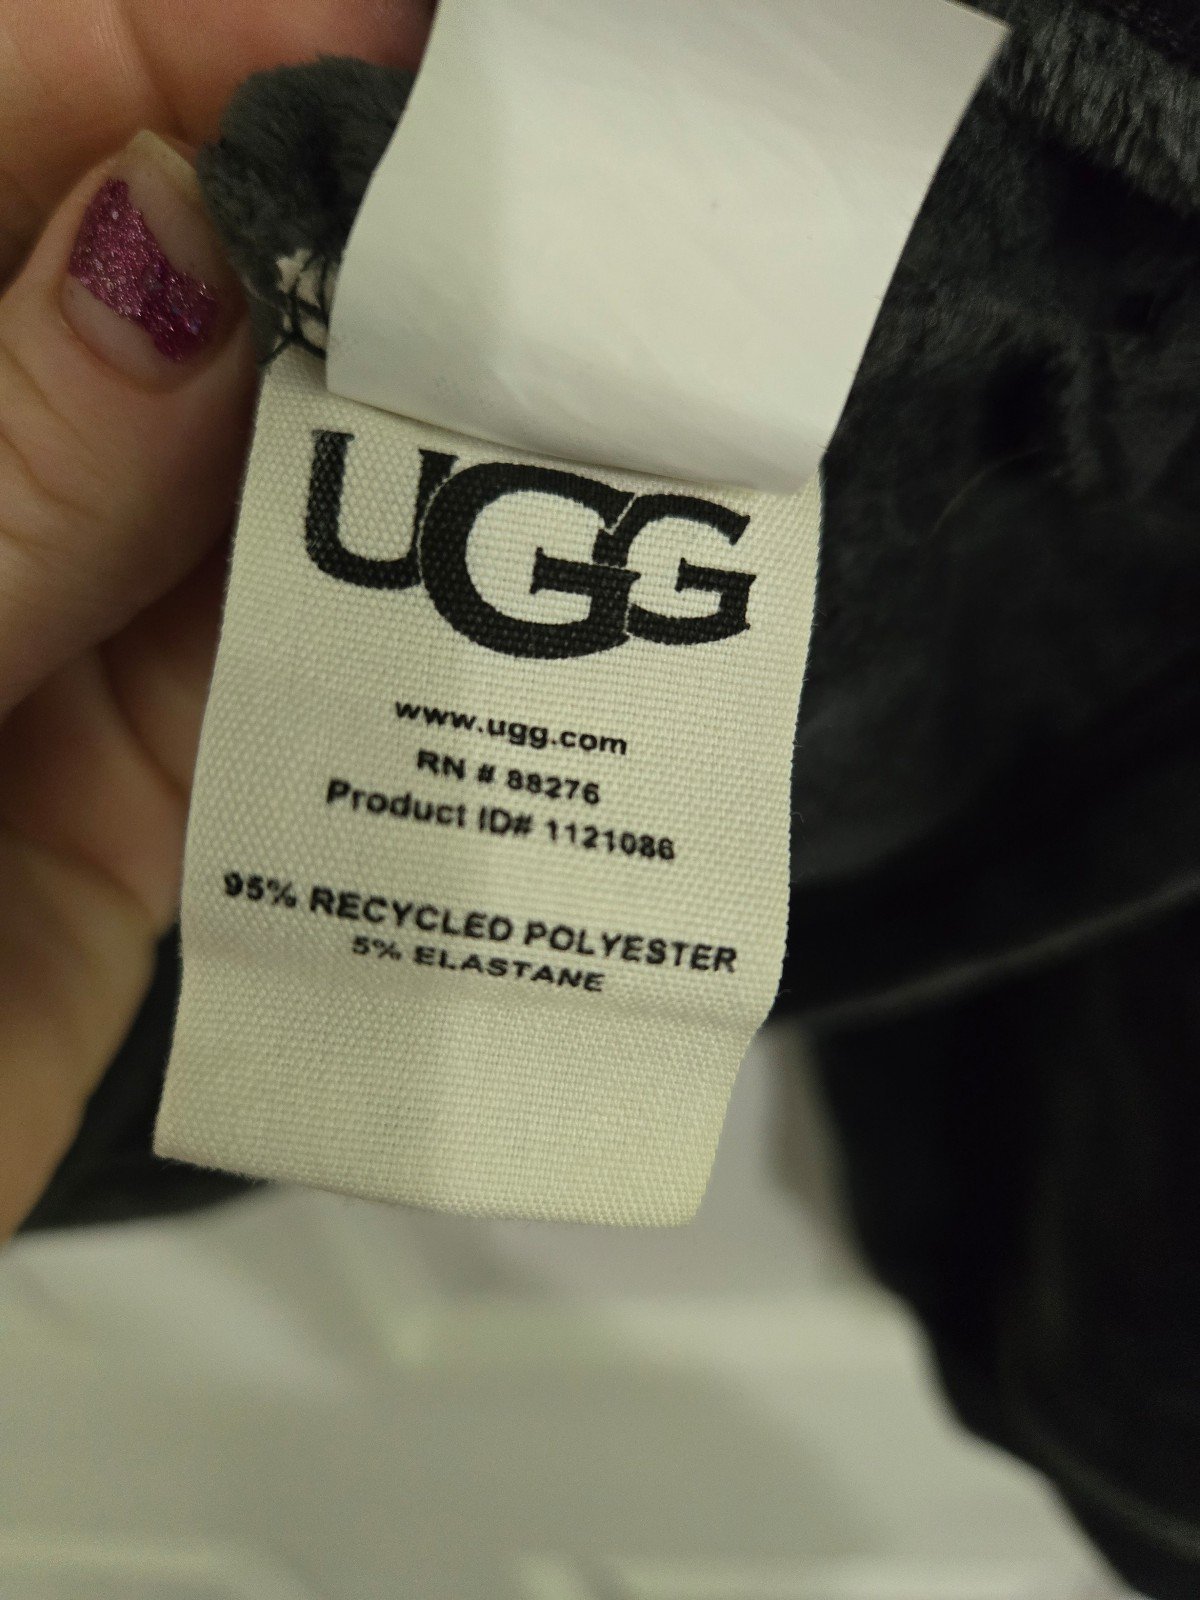 UGG
www.ugg.com
RN # 88276
Product ID# 1121086
95% RECYCLED POLYESTER
5% ELASTANE